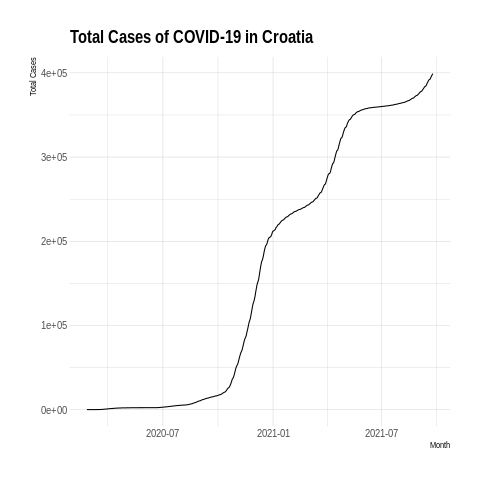 Total Cases of COVID-19 in Croatia
Total Cases
4e+05
3e+05
2e+05
1e+05
0e+00
2020-07 2021-01 2021-07
Month